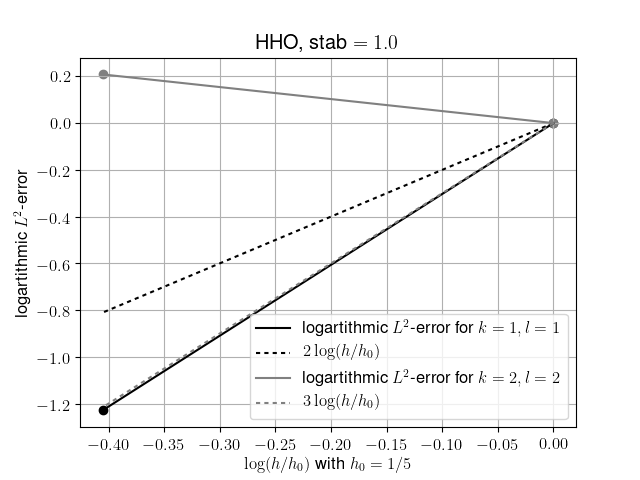 HHO, stab = 1.0
logartithmic L²-error
0.2
0.0
−0.2
−0.4
−0.6
−0.8
−1.0
−1.2
logartithmic L²-error for k = 1, l = 1
2 log(h/h₀)
logartithmic L²-error for k = 2, l = 2
3 log(h/h₀)
−0.40 −0.35 −0.30 −0.25 −0.20 −0.15 −0.10 −0.05 0.00
log(h/h₀) with h₀ = 1/5